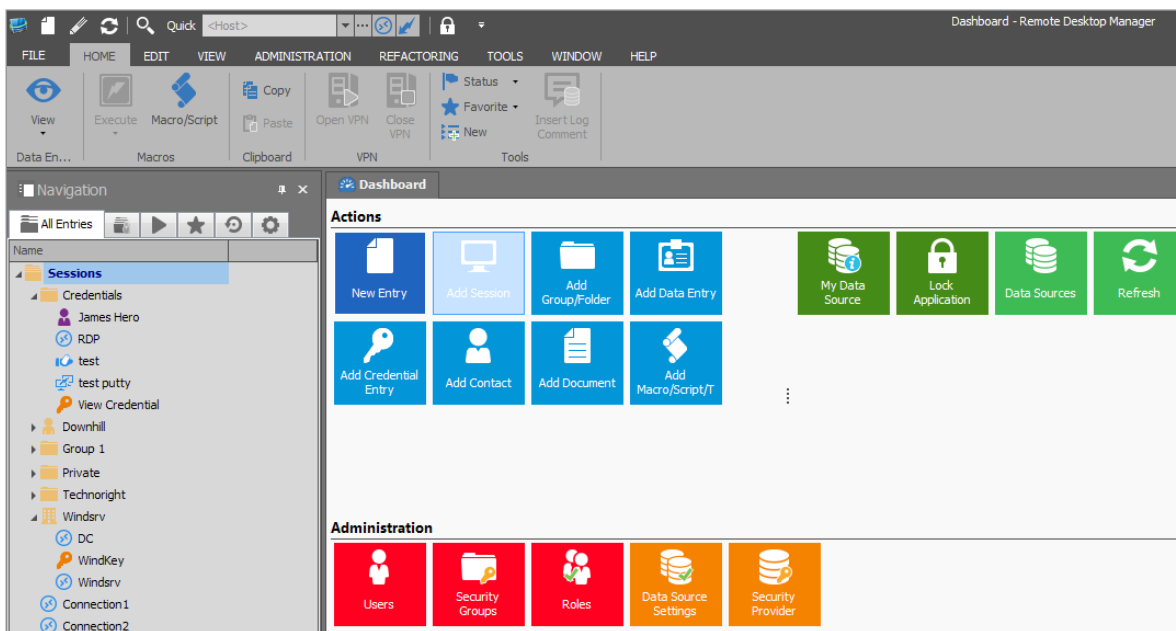 Quick <Host> Dashboard - Remote Desktop Manager
FILE HOME EDIT VIEW ADMINISTRATION REFACTORING TOOLS WINDOW HELP
View
Data En...
Execute Macro/Script
Macros
Copy
Paste
Clipboard
Open VPN Close
VPN
VPN
Status
Favorite
New
Insert Log
Comment
Tools
Navigation
All Entries
Name
Sessions
Credentials
James Hero
RDP
test
test putty
View Credential
Downhill
Group 1
Private
Technoright
Windsrv
DC
WindKey
Windsrv
Connection1
Connection2
Dashboard
Actions
New Entry
Add Session
Add
Group/Folder
Add Data Entry
My Data
Source
Lock
Application
Data Sources
Refresh
Add Credential
Entry
Add Contact
Add Document
Add
Macro/Script/T
Administration
Users
Security
Groups
Roles
Data Source
Settings
Security
Provider